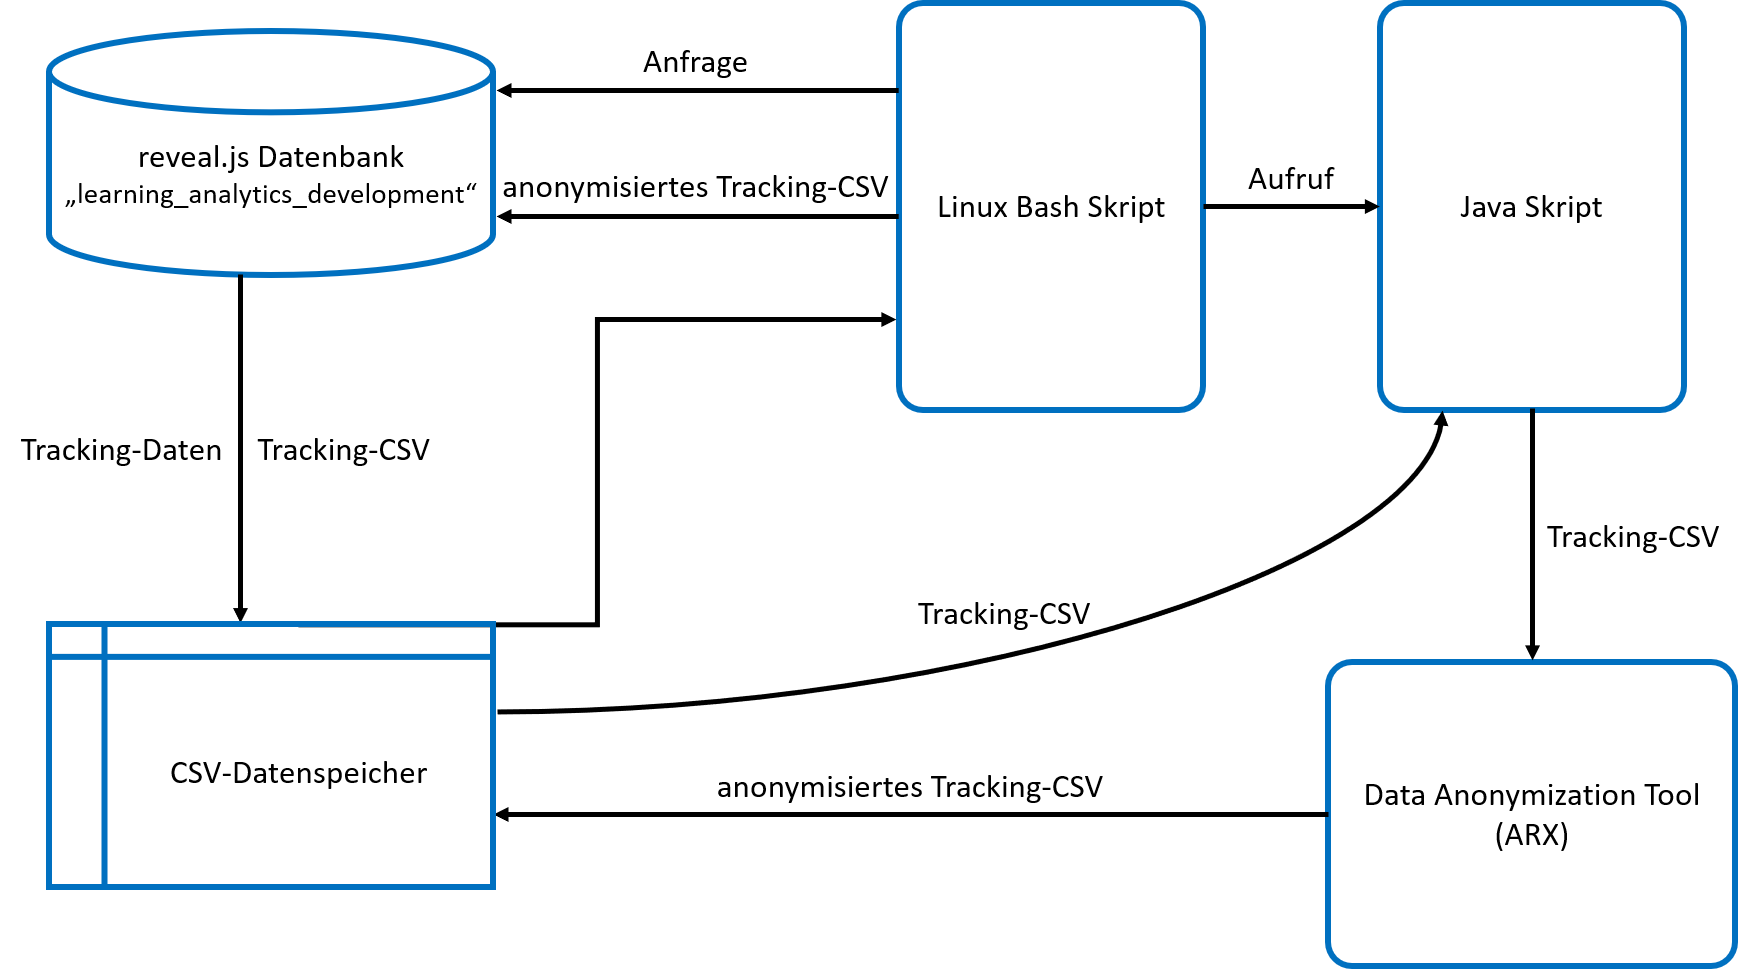 Anfrage
reveal.js Datenbank
„learning_analytics_development“
anonymisiertes Tracking-CSV
Linux Bash Skript
Aufruf
Java Skript
Tracking-Daten
Tracking-CSV
Tracking-CSV
Tracking-CSV
CSV-Datenspeicher
anonymisiertes Tracking-CSV
Data Anonymization Tool
(ARX)